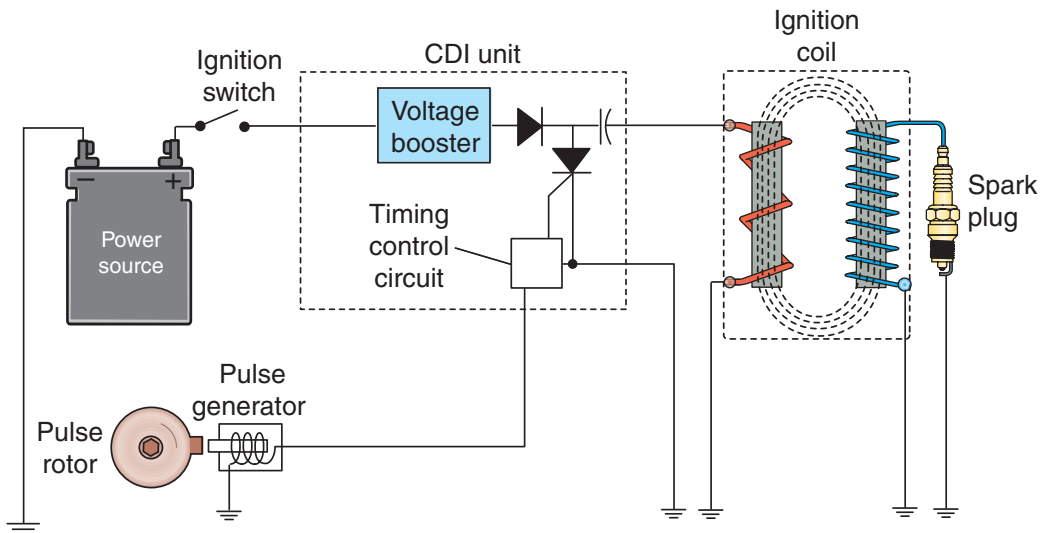 Ignition
coil
CDI unit
Ignition
switch
Voltage
booster
− +
Power
source
Timing
control
circuit
Spark
plug
Pulse
generator
Pulse
rotor